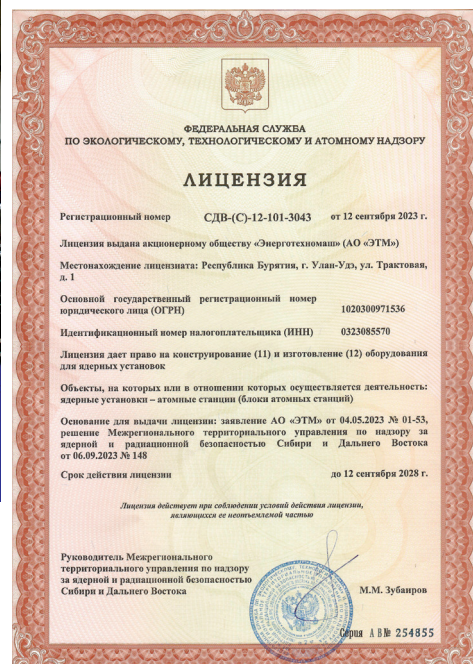 ФЕДЕРАЛЬНАЯ СЛУЖБА
ПО ЭКОЛОГИЧЕСКОМУ, ТЕХНОЛОГИЧЕСКОМУ И АТОМНОМУ НАДЗОРУ
ЛИЦЕНЗИЯ
Регистрационный номер СДВ-(С)-12-101-3043 от 12 сентября 2023 г.
Лицензия выдана акционерному обществу «Энерготехномаш» (АО «ЭТМ»)
Местонахождение лицензиата: Республика Бурятия, г. Улан-Удэ, ул. Трактовая,
д. 1
Основной государственный регистрационный номер
юридического лица (ОГРН) 1020300971536
Идентификационный номер налогоплательщика (ИНН) 0323085570
Лицензия дает право на конструирование (11) и изготовление (12) оборудования
для ядерных установок
Объекты, на которых или в отношении которых осуществляется деятельность:
ядерные установки – атомные станции (блоки атомных станций)
Основание для выдачи лицензии: заявление АО «ЭТМ» от 04.05.2023 № 01-53,
решение Межрегионального территориального управления по надзору за
ядерной и радиационной безопасностью Сибири и Дальнего Востока
от 06.09.2023 № 148
Срок действия лицензии до 12 сентября 2028 г.
Лицензия действует при соблюдении условий действия лицензии,
являющихся ее неотъемлемой частью
Руководитель Межрегионального
территориального управления по надзору
за ядерной и радиационной безопасностью
Сибири и Дальнего Востока М.М. Зубаиров
Серия А В № 254855